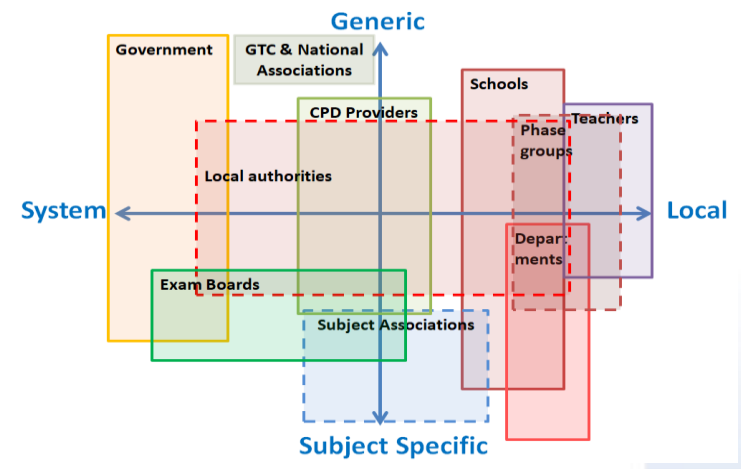 Generic
Government
GTC & National
Associations
Schools
CPD Providers
Teachers
Phase
groups
Local authorities
System
Local
Depar
ments
Exam Boards
Subject Associations
Subject Specific